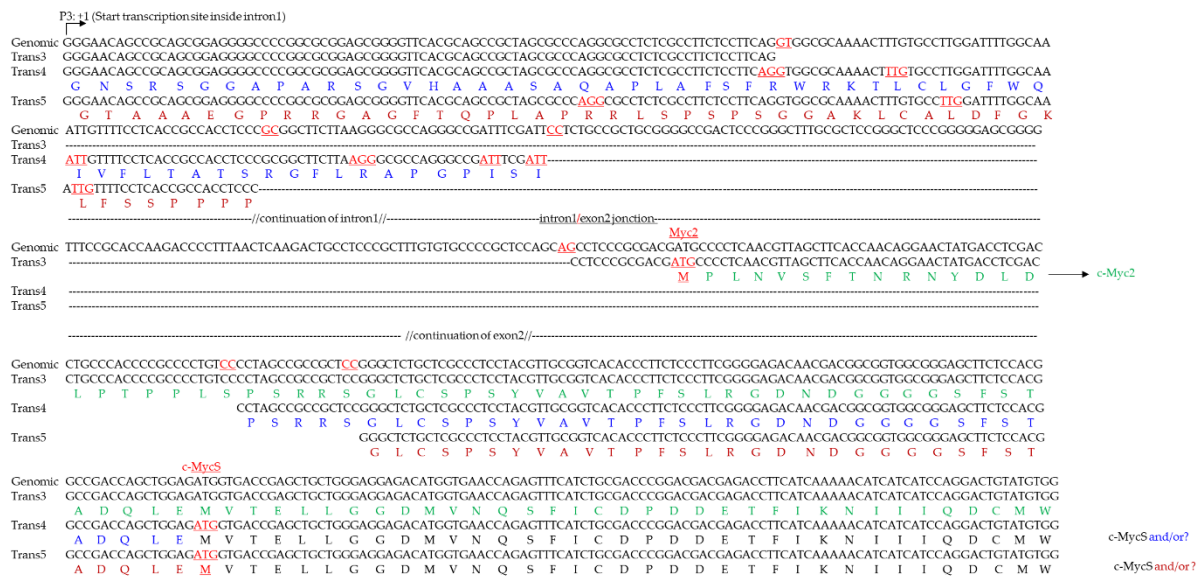 P3: +1 (Start transcription site inside intron1)
Genomic GGGAACAGCCGCAGCGGAGGGGCCCCGGCGCGGAGCGGGGTTCACGCAGCCGCTAGCGCCCAGGCGCCTCTCGCCTTCTCCTTCAGGTGGCGCAAAACTTTGTGCCTTGGATTTTGGCAA
Trans3 GGGAACAGCCGCAGCGGAGGGGCCCCGGCGCGGAGCGGGGTTCACGCAGCCGCTAGCGCCCAGGCGCCTCTCGCCTTCTCCTTCAG
Trans4 GGGAACAGCCGCAGCGGAGGGGCCCCGGCGCGGAGCGGGGTTCACGCAGCCGCTAGCGCCCAGGCGCCTCTCGCCTTCTCCTTCAGGTGGCGCAAAACTTTGTGCCTTGGATTTTGGCAA
G N S R S G G A P A R S G V H A A A S A Q A P L A F S F R W R K T L C L G F W Q
Trans5 GGGAACAGCCGCAGCGGAGGGGCCCCGGCGCGGAGCGGGGTTCACGCAGCCGCTAGCGCCCAGGCGCCTCTCGCCTTCTCCTTCAGGTGGCGCAAAACTTTGTGCCTTGGATTTTGGCAA
G T A A A E G P R R G A G F T Q P L A P R R L S P S P S G G A K L C A L D F G K
Genomic ATTGTTTTCCTCACCGCCACCTCCCGCGGCTTCTTAAGGGCGCCAGGGCCGATTTCGATTCCTCTGCCGCTGCGGGGCCGACTCCCGGGCTTTGCGCTCCGGGCTCCCGGGGGAGCGGGG
Trans3 ------------------------------------------------------------------------------------------------------------------------
Trans4 ATTGTTTTCCTCACCGCCACCTCCCGCGGCTTCTTAAGGGCGCCAGGGCCGATTTCGATT------------------------------------------------------------
I V F L T A T S R G F L R A P G P I S I
Trans5 ATTGTTTTCCTCACCGCCACCTCCC-----------------------------------------------------------------------------------------------
L F S S P P P P
----------------------------------//continuation of intron1//----------------------------intron1/exon2 jonction----------------------------------------
Myc2
Genomic TTTCCGCACCAAGACCCCTTTAACTCAAGACTGCCTCCCGCTTTGTGTGCCCCGCTCCAGCAGCCTCCCGCGACGATGCCCCTCAACGTTAGCTTCACCAACAGGAACTATGACCTCGAC
Trans3 --------------------------------------------------------------CCTCCCGCGACGATGCCCCTCAACGTTAGCTTCACCAACAGGAACTATGACCTCGAC
M P L N V S F T N R N Y D L D
c-Myc2
Trans4 ------------------------------------------------------------------------------------------------------------------------
Trans5 ------------------------------------------------------------------------------------------------------------------------
---------------------------------------------------- //continuation of exon2//----------------------------------------------------
Genomic CTGCCCACCCCGCCCCTGTCCCCTAGCCGCCGCTCCGGGCTCTGCTCGCCCTCCTACGTTGCGGTCACACCCTTCTCCCTTCGGGGAGACAACGACGGCGGTGGCGGGAGCTTCTCCACG
Trans3 CTGCCCACCCCGCCCCTGTCCCCTAGCCGCCGCTCCGGGCTCTGCTCGCCCTCCTACGTTGCGGTCACACCCTTCTCCCTTCGGGGAGACAACGACGGCGGTGGCGGGAGCTTCTCCACG
L P T P P L S P S R R S G L C S P S Y V A V T P F S L R G D N D G G G G S F S T
Trans4 CCTAGCCGCCGCTCCGGGCTCTGCTCGCCCTCCTACGTTGCGGTCACACCCTTCTCCCTTCGGGGAGACAACGACGGCGGTGGCGGGAGCTTCTCCACG
P S R R S G L C S P S Y V A V T P F S L R G D N D G G G G S F S T
Trans5 GGGCTCTGCTCGCCCTCCTACGTTGCGGTCACACCCTTCTCCCTTCGGGGAGACAACGACGGCGGTGGCGGGAGCTTCTCCACG
G L C S P S Y V A V T P F S L R G D N D G G G G S F S T
c-MycS
Genomic GCCGACCAGCTGGAGATGGTGACCGAGCTGCTGGGAGGAGACATGGTGAACCAGAGTTTCATCTGCGACCCGGACGACGAGACCTTCATCAAAAACATCATCATCCAGGACTGTATGTGG
Trans3 GCCGACCAGCTGGAGATGGTGACCGAGCTGCTGGGAGGAGACATGGTGAACCAGAGTTTCATCTGCGACCCGGACGACGAGACCTTCATCAAAAACATCATCATCCAGGACTGTATGTGG
A D Q L E M V T E L L G G D M V N Q S F I C D P D D E T F I K N I I I Q D C M W
Trans4 GCCGACCAGCTGGAGATGGTGACCGAGCTGCTGGGAGGAGACATGGTGAACCAGAGTTTCATCTGCGACCCGGACGACGAGACCTTCATCAAAAACATCATCATCCAGGACTGTATGTGG
A D Q L E M V T E L L G G D M V N Q S F I C D P D D E T F I K N I I I Q D C M W c-MycS and/or?
Trans5 GCCGACCAGCTGGAGATGGTGACCGAGCTGCTGGGAGGAGACATGGTGAACCAGAGTTTCATCTGCGACCCGGACGACGAGACCTTCATCAAAAACATCATCATCCAGGACTGTATGTGG
A D Q L E M V T E L L G G D M V N Q S F I C D P D D E T F I K N I I I Q D C M W c-MycS and/or ?